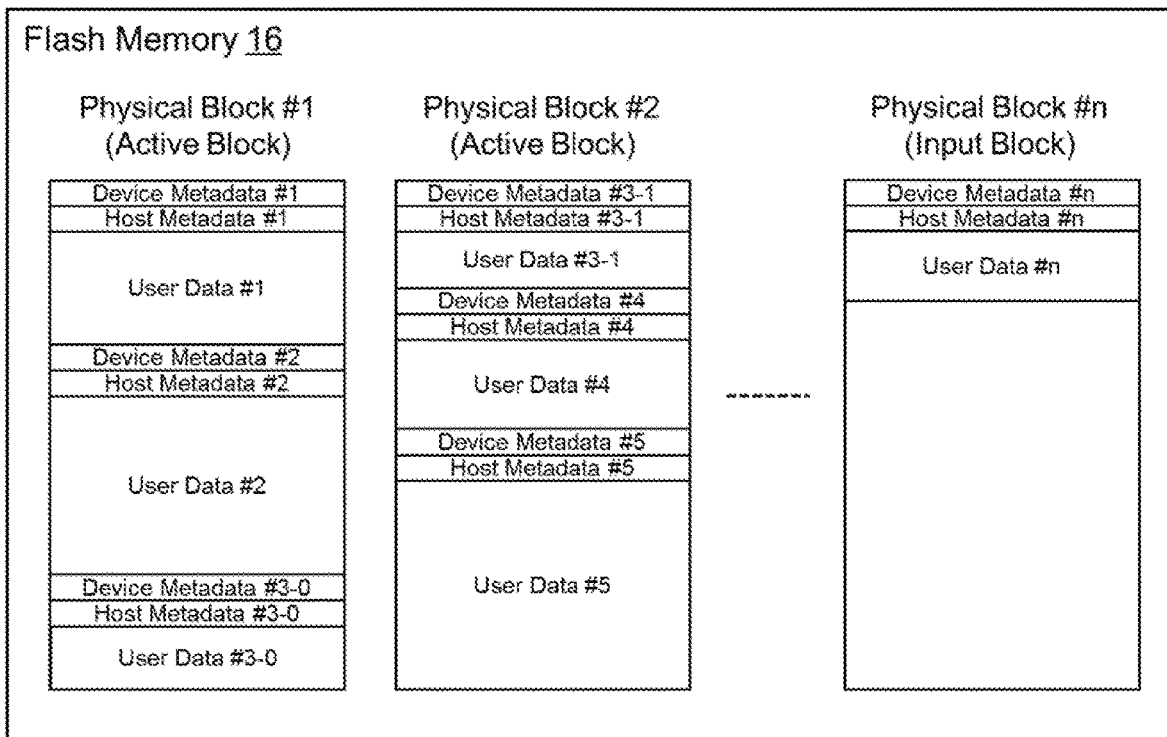 Flash Memory 16
Physical Block #1
(Active Block)
Device Metadata #1
Host Metadata #1
User Data #1
Device Metadata #2
Host Metadata #2
User Data #2
Device Metadata #3-0
Host Metadata #3-0
User Data #3-0
Physical Block #2
(Active Block)
Device Metadata #3-1
Host Metadata #3-1
User Data #3-1
Device Metadata #4
Host Metadata #4
User Data #4
Device Metadata #5
Host Metadata #5
User Data #5
Physical Block #n
(Input Block)
Device Metadata #n
Host Metadata #n
User Data #n